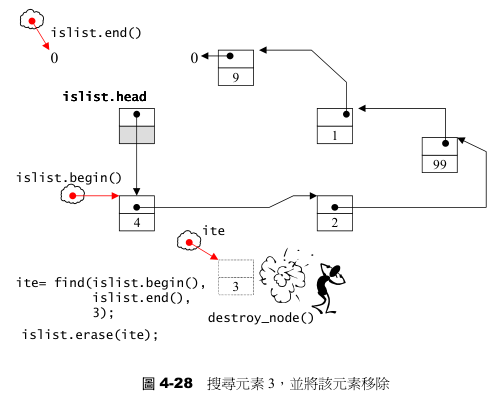 islist.end()
0
0
9
islist.head
1
99
islist.begin()
4
2
ite
3
ite= find(islist.begin(),
islist.end(),
3);
destroy_node()
islist.erase(ite);
圖 4-28 搜尋元素 3，並將該元素移除